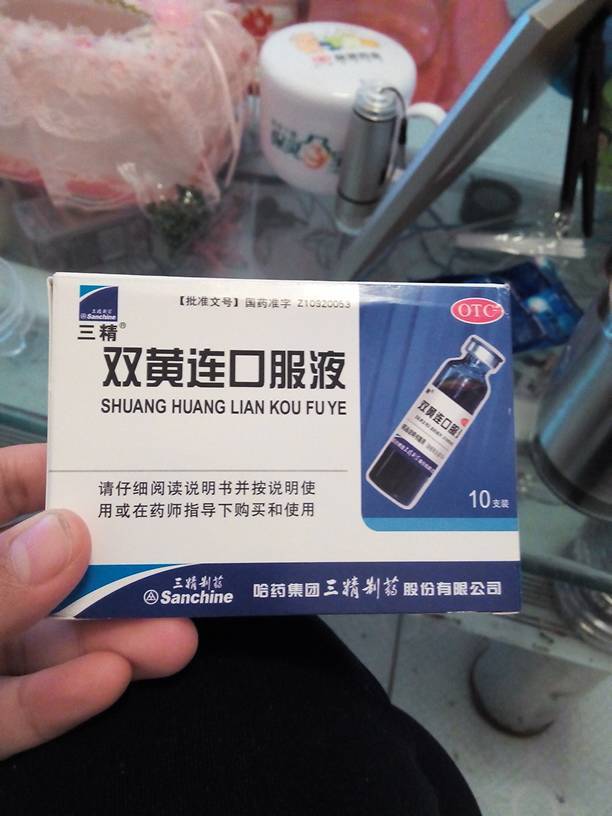 【批准文号】国药准字 Z10920053
OTC
三精制药
Sanchine
三精®
双黄连口服液
SHUANG HUANG LIAN KOU FU YE
双黄连口服
请仔细阅读说明书并按说明使
用或在药师指导下购买和使用
10支装
三精制药
Sanchine
哈药集团三精制药股份有限公司